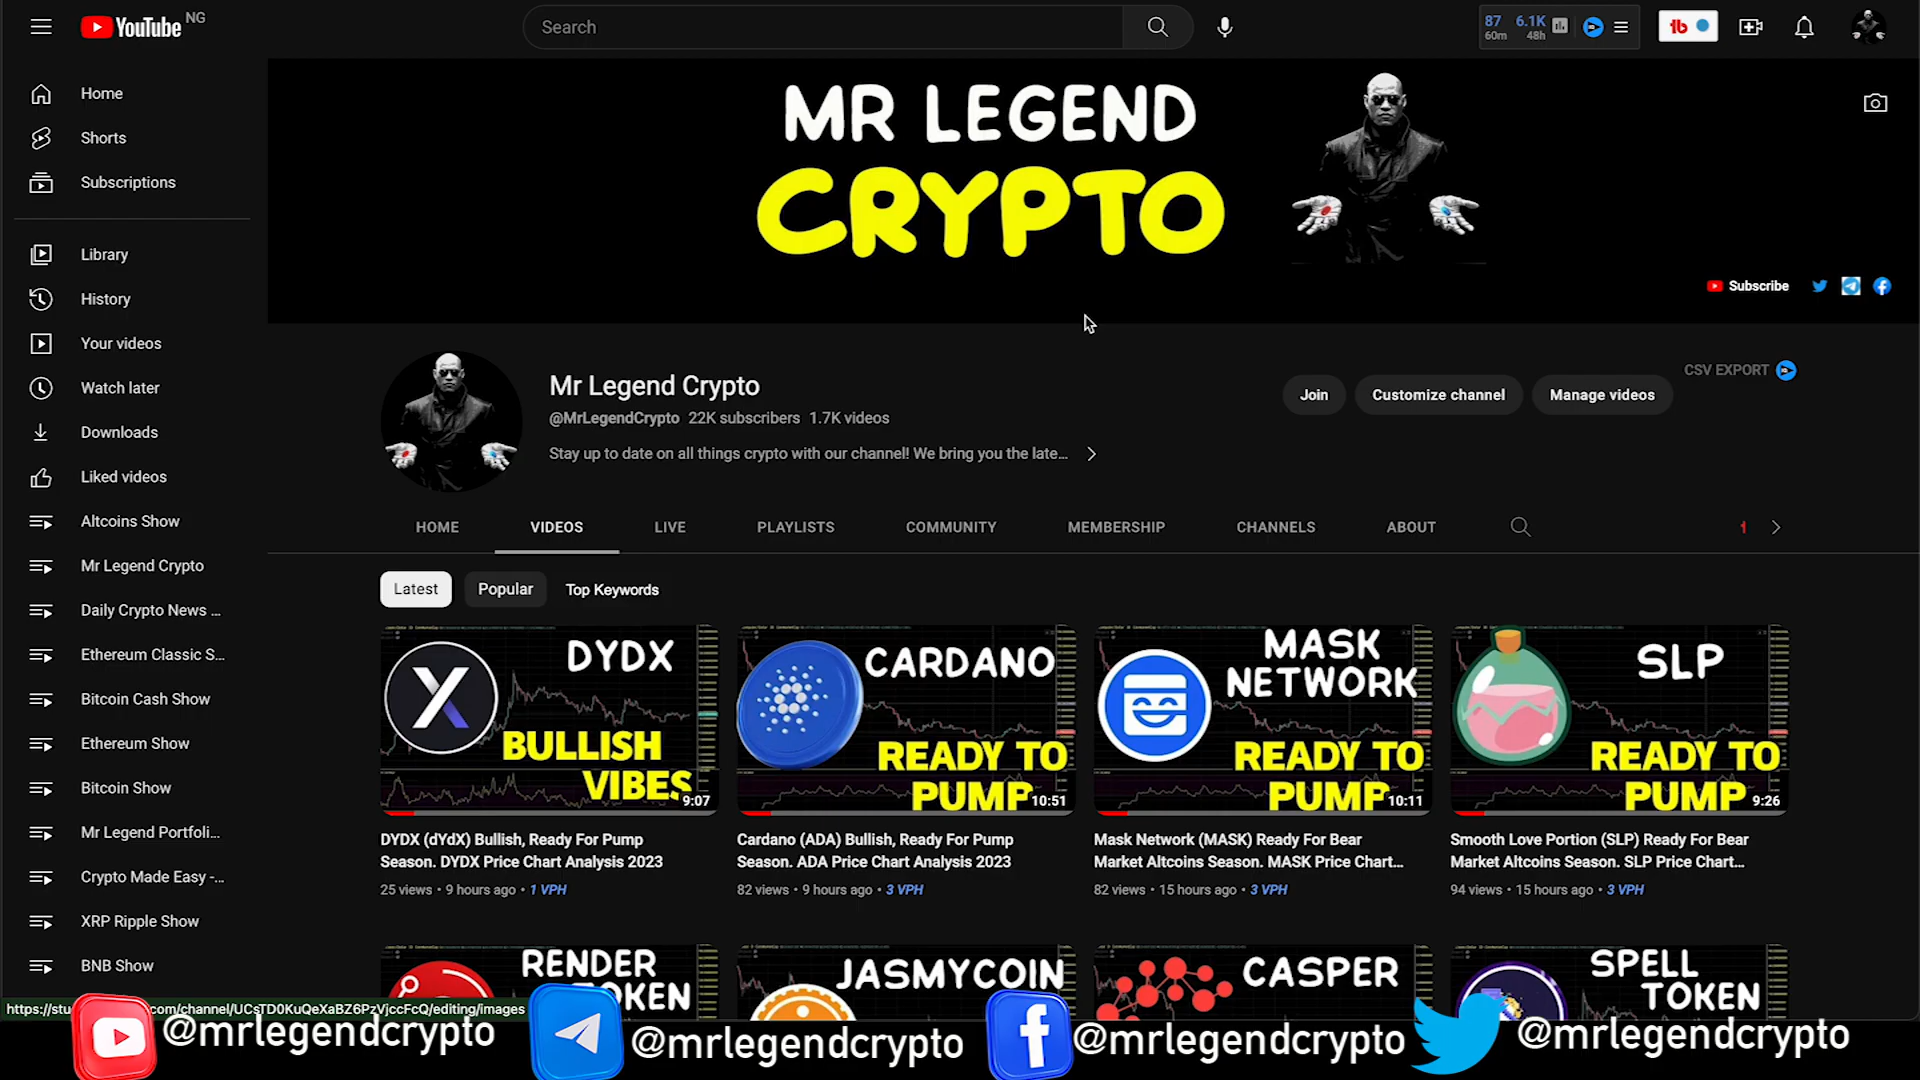 YouTube NG
Search
87 6.1K
60m 48h
Home
Shorts
Subscriptions
Library
History
Your videos
Watch later
Downloads
Liked videos
Altcoins Show
Mr Legend Crypto
Daily Crypto News ...
Ethereum Classic S...
Bitcoin Cash Show
Ethereum Show
Bitcoin Show
Mr Legend Portfoli...
Crypto Made Easy -...
XRP Ripple Show
BNB Show
MR LEGEND
CRYPTO
Subscribe
Mr Legend Crypto
@MrLegendCrypto 22K subscribers 1.7K videos
Stay up to date on all things crypto with our channel! We bring you the late...
Join
Customize channel
Manage videos
CSV EXPORT
HOME VIDEOS LIVE PLAYLISTS COMMUNITY MEMBERSHIP CHANNELS ABOUT
Latest Popular Top Keywords
DYDX
BULLISH
VIBES
9:07
DYDX (dYdX) Bullish, Ready For Pump
Season. DYDX Price Chart Analysis 2023
25 views • 9 hours ago • 1 VPH
CARDANO
READY TO
PUMP
10:51
Cardano (ADA) Bullish, Ready For Pump
Season. ADA Price Chart Analysis 2023
82 views • 9 hours ago • 3 VPH
MASK
NETWORK
READY TO
PUMP
10:11
Mask Network (MASK) Ready For Bear
Market Altcoins Season. MASK Price Chart...
82 views • 15 hours ago • 3 VPH
SLP
READY TO
PUMP
9:26
Smooth Love Portion (SLP) Ready For Bear
Market Altcoins Season. SLP Price Chart...
94 views • 15 hours ago • 3 VPH
RENDER
TOKEN
JASMYCOIN
CASPER
SPELL
TOKEN
https://stu com/channel/UCsTD0KuQeXaBZ6PzVjccFcQ/editing/images
@mrlegendcrypto
@mrlegendcrypto
@mrlegendcrypto
@mrlegendcrypto